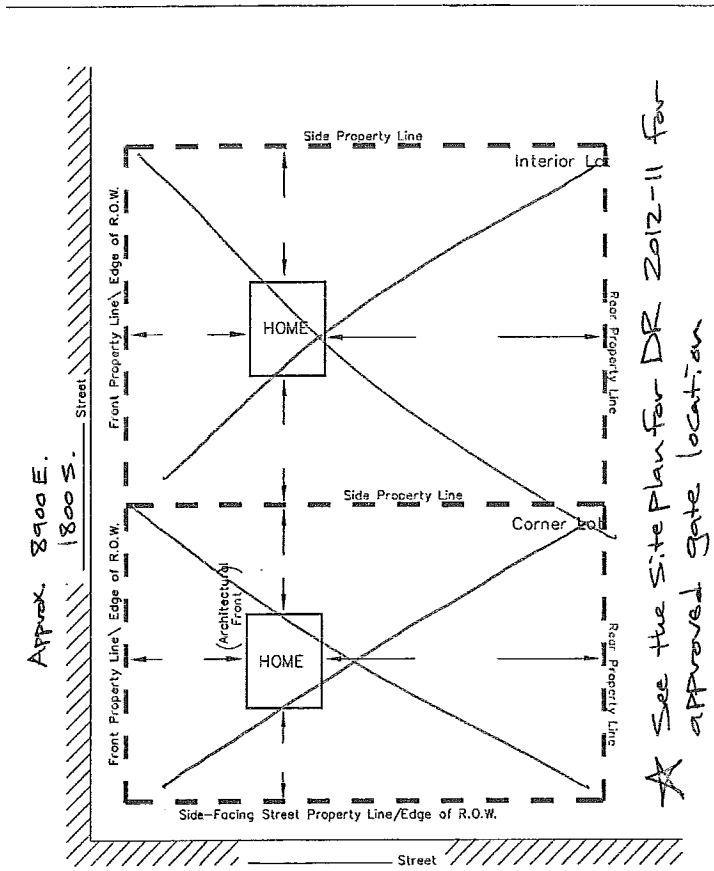 Side Property Line
Interior Lot
Front Property Line\ Edge of R.O.W.
HOME
Rear Property Line
Street
Approx. 8900 E.
1800 S.
Side Property Line
Corner Lot
Front Property Line\ Edge of R.O.W.
(Architectural
Front)
HOME
Rear Property Line
Side-Facing Street Property Line/Edge of R.O.W.
Street
☆ See the Site Plan for DR 2012-11 for
approved gate location